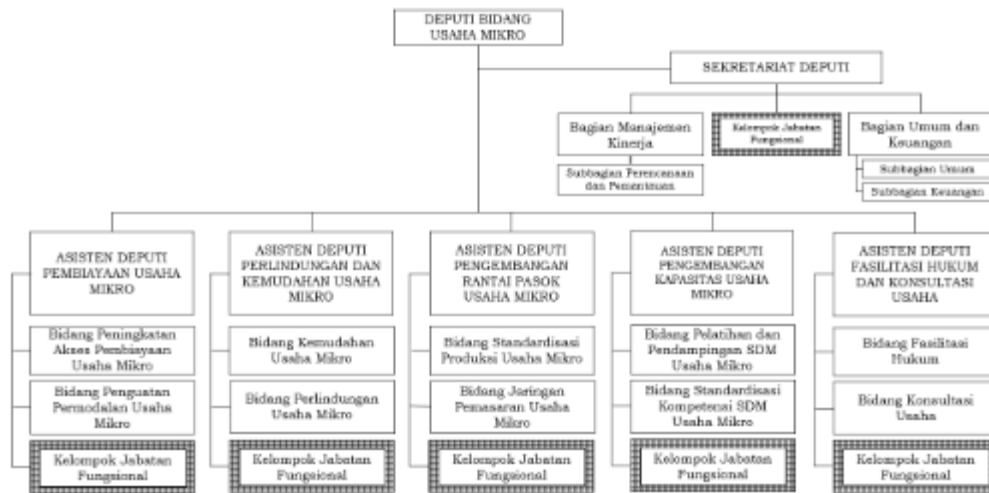 DEPUTI BIDANG
USAHA MIKRO
SEKRETARIAT DEPUTI
Bagian Manajemen
Kinerja
Kelompok Jabatan
Fungsional
Bagian Umum dan
Keuangan
Subbagian Perencanaan
dan Pemantauan
Subbagian Umum
Subbagian Keuangan
ASISTEN DEPUTI
PEMBIAYAAN USAHA
MIKRO
ASISTEN DEPUTI
PERLINDUNGAN DAN
KEMUDAHAN USAHA
MIKRO
ASISTEN DEPUTI
PENGEMBANGAN
RANTAI PASOK
USAHA MIKRO
ASISTEN DEPUTI
PENGEMBANGAN
KAPASITAS USAHA
MIKRO
ASISTEN DEPUTI
FASILITASI HUKUM
DAN KONSULTASI
USAHA
Bidang Peningkatan
Akses Pembiayaan
Usaha Mikro
Bidang Kemudahan
Usaha Mikro
Bidang Standardisasi
Produksi Usaha Mikro
Bidang Pelatihan dan
Pendampingan SDM
Usaha Mikro
Bidang Fasilitasi
Hukum
Bidang Penguatan
Permodalan Usaha
Mikro
Bidang Perlindungan
Usaha Mikro
Bidang Jaringan
Pemasaran Usaha
Mikro
Bidang Standardisasi
Kompetensi SDM
Usaha Mikro
Bidang Konsultasi
Usaha
Kelompok Jabatan
Fungsional
Kelompok Jabatan
Fungsional
Kelompok Jabatan
Fungsional
Kelompok Jabatan
Fungsional
Kelompok Jabatan
Fungsional